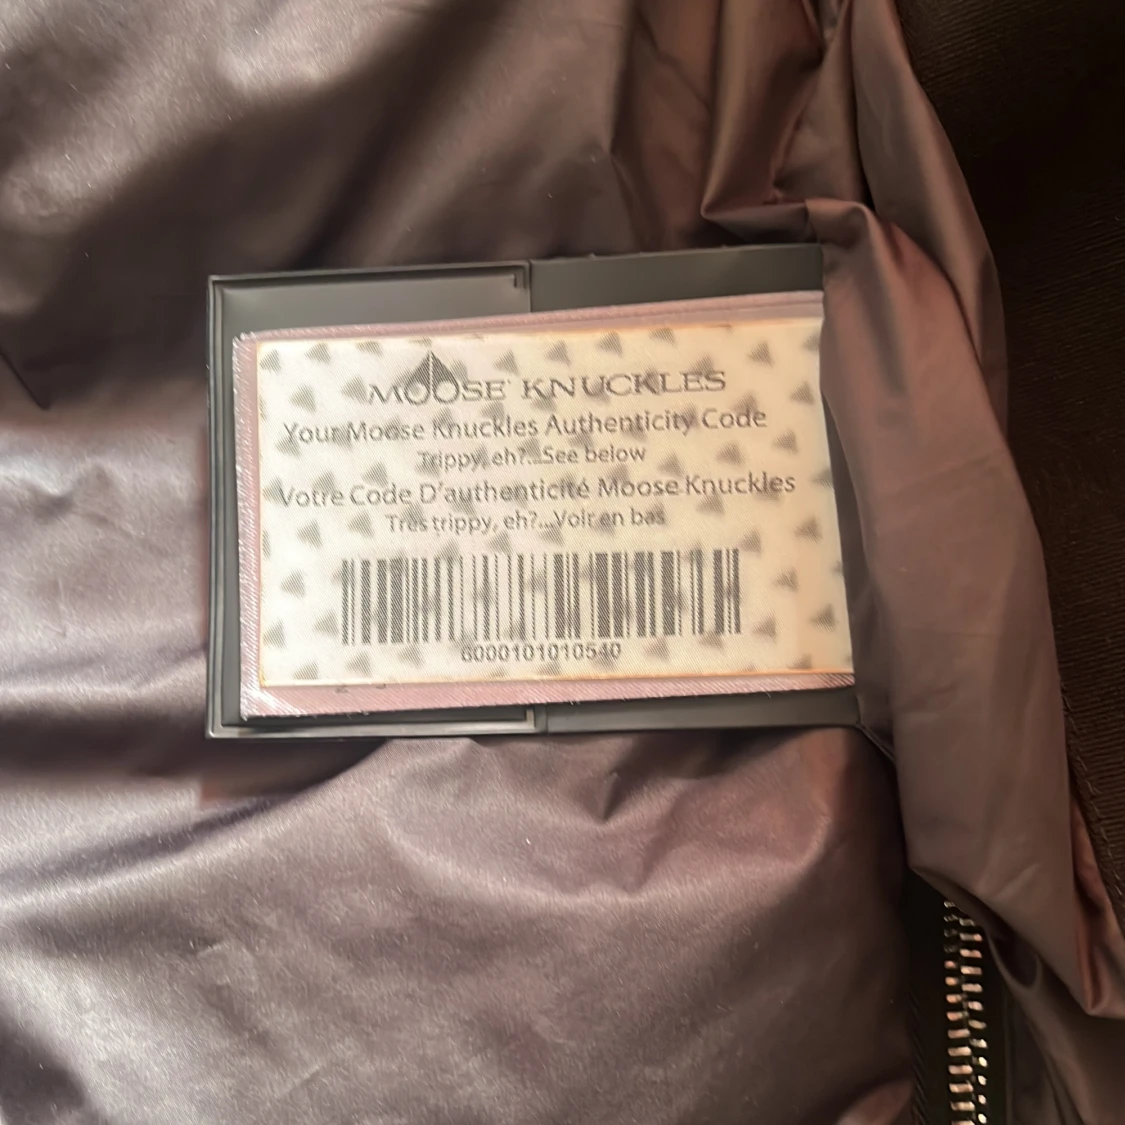 MOOSE KNUCKLES
Your Moose Knuckles Authenticity Code
Trippy, eh?...See below
Votre Code D'authenticité Moose Knuckles
Très trippy, eh?...Voir en bas
6000101010540